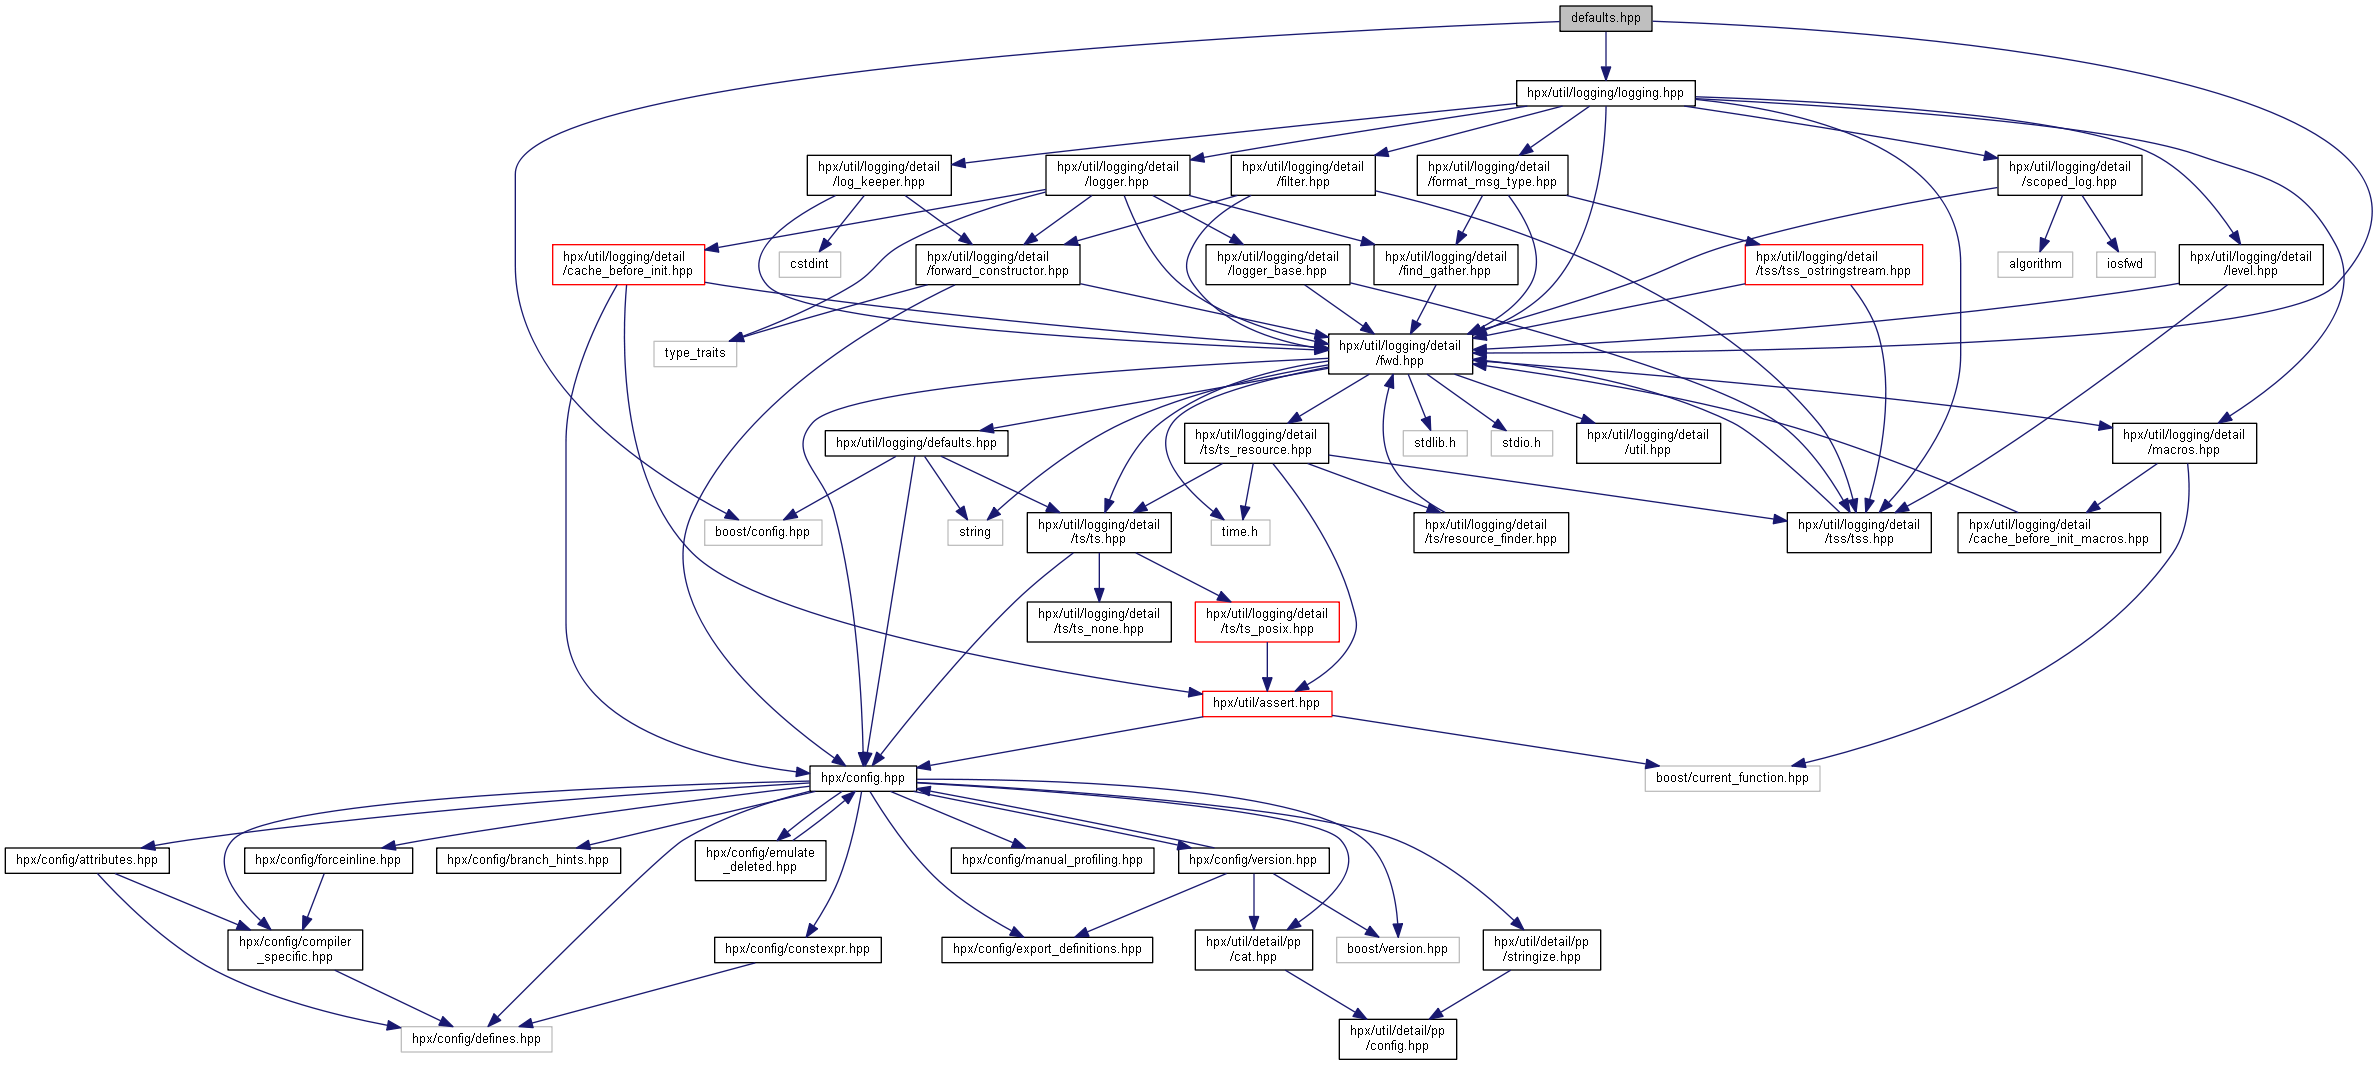 defaults.hpp
hpx/util/logging/logging.hpp
hpx/util/logging/detail
/log_keeper.hpp
hpx/util/logging/detail
/logger.hpp
hpx/util/logging/detail
/filter.hpp
hpx/util/logging/detail
/format_msg_type.hpp
hpx/util/logging/detail
/scoped_log.hpp
hpx/util/logging/detail
/cache_before_init.hpp
cstdint
hpx/util/logging/detail
/forward_constructor.hpp
hpx/util/logging/detail
/logger_base.hpp
hpx/util/logging/detail
/find_gather.hpp
hpx/util/logging/detail
/tss/tss_ostringstream.hpp
algorithm
iosfwd
hpx/util/logging/detail
/level.hpp
type_traits
hpx/util/logging/detail
/fwd.hpp
hpx/util/logging/defaults.hpp
hpx/util/logging/detail
/ts/ts_resource.hpp
stdlib.h
stdio.h
hpx/util/logging/detail
/util.hpp
hpx/util/logging/detail
/macros.hpp
boost/config.hpp
string
hpx/util/logging/detail
/ts/ts.hpp
time.h
hpx/util/logging/detail
/ts/resource_finder.hpp
hpx/util/logging/detail
/tss/tss.hpp
hpx/util/logging/detail
/cache_before_init_macros.hpp
hpx/util/logging/detail
/ts/ts_none.hpp
hpx/util/logging/detail
/ts/ts_posix.hpp
hpx/util/assert.hpp
hpx/config.hpp
boost/current_function.hpp
hpx/config/attributes.hpp
hpx/config/forceinline.hpp
hpx/config/branch_hints.hpp
hpx/config/emulate
_deleted.hpp
hpx/config/manual_profiling.hpp
hpx/config/version.hpp
hpx/config/compiler
_specific.hpp
hpx/config/constexpr.hpp
hpx/config/export_definitions.hpp
hpx/util/detail/pp
/cat.hpp
boost/version.hpp
hpx/util/detail/pp
/stringize.hpp
hpx/config/defines.hpp
hpx/util/detail/pp
/config.hpp